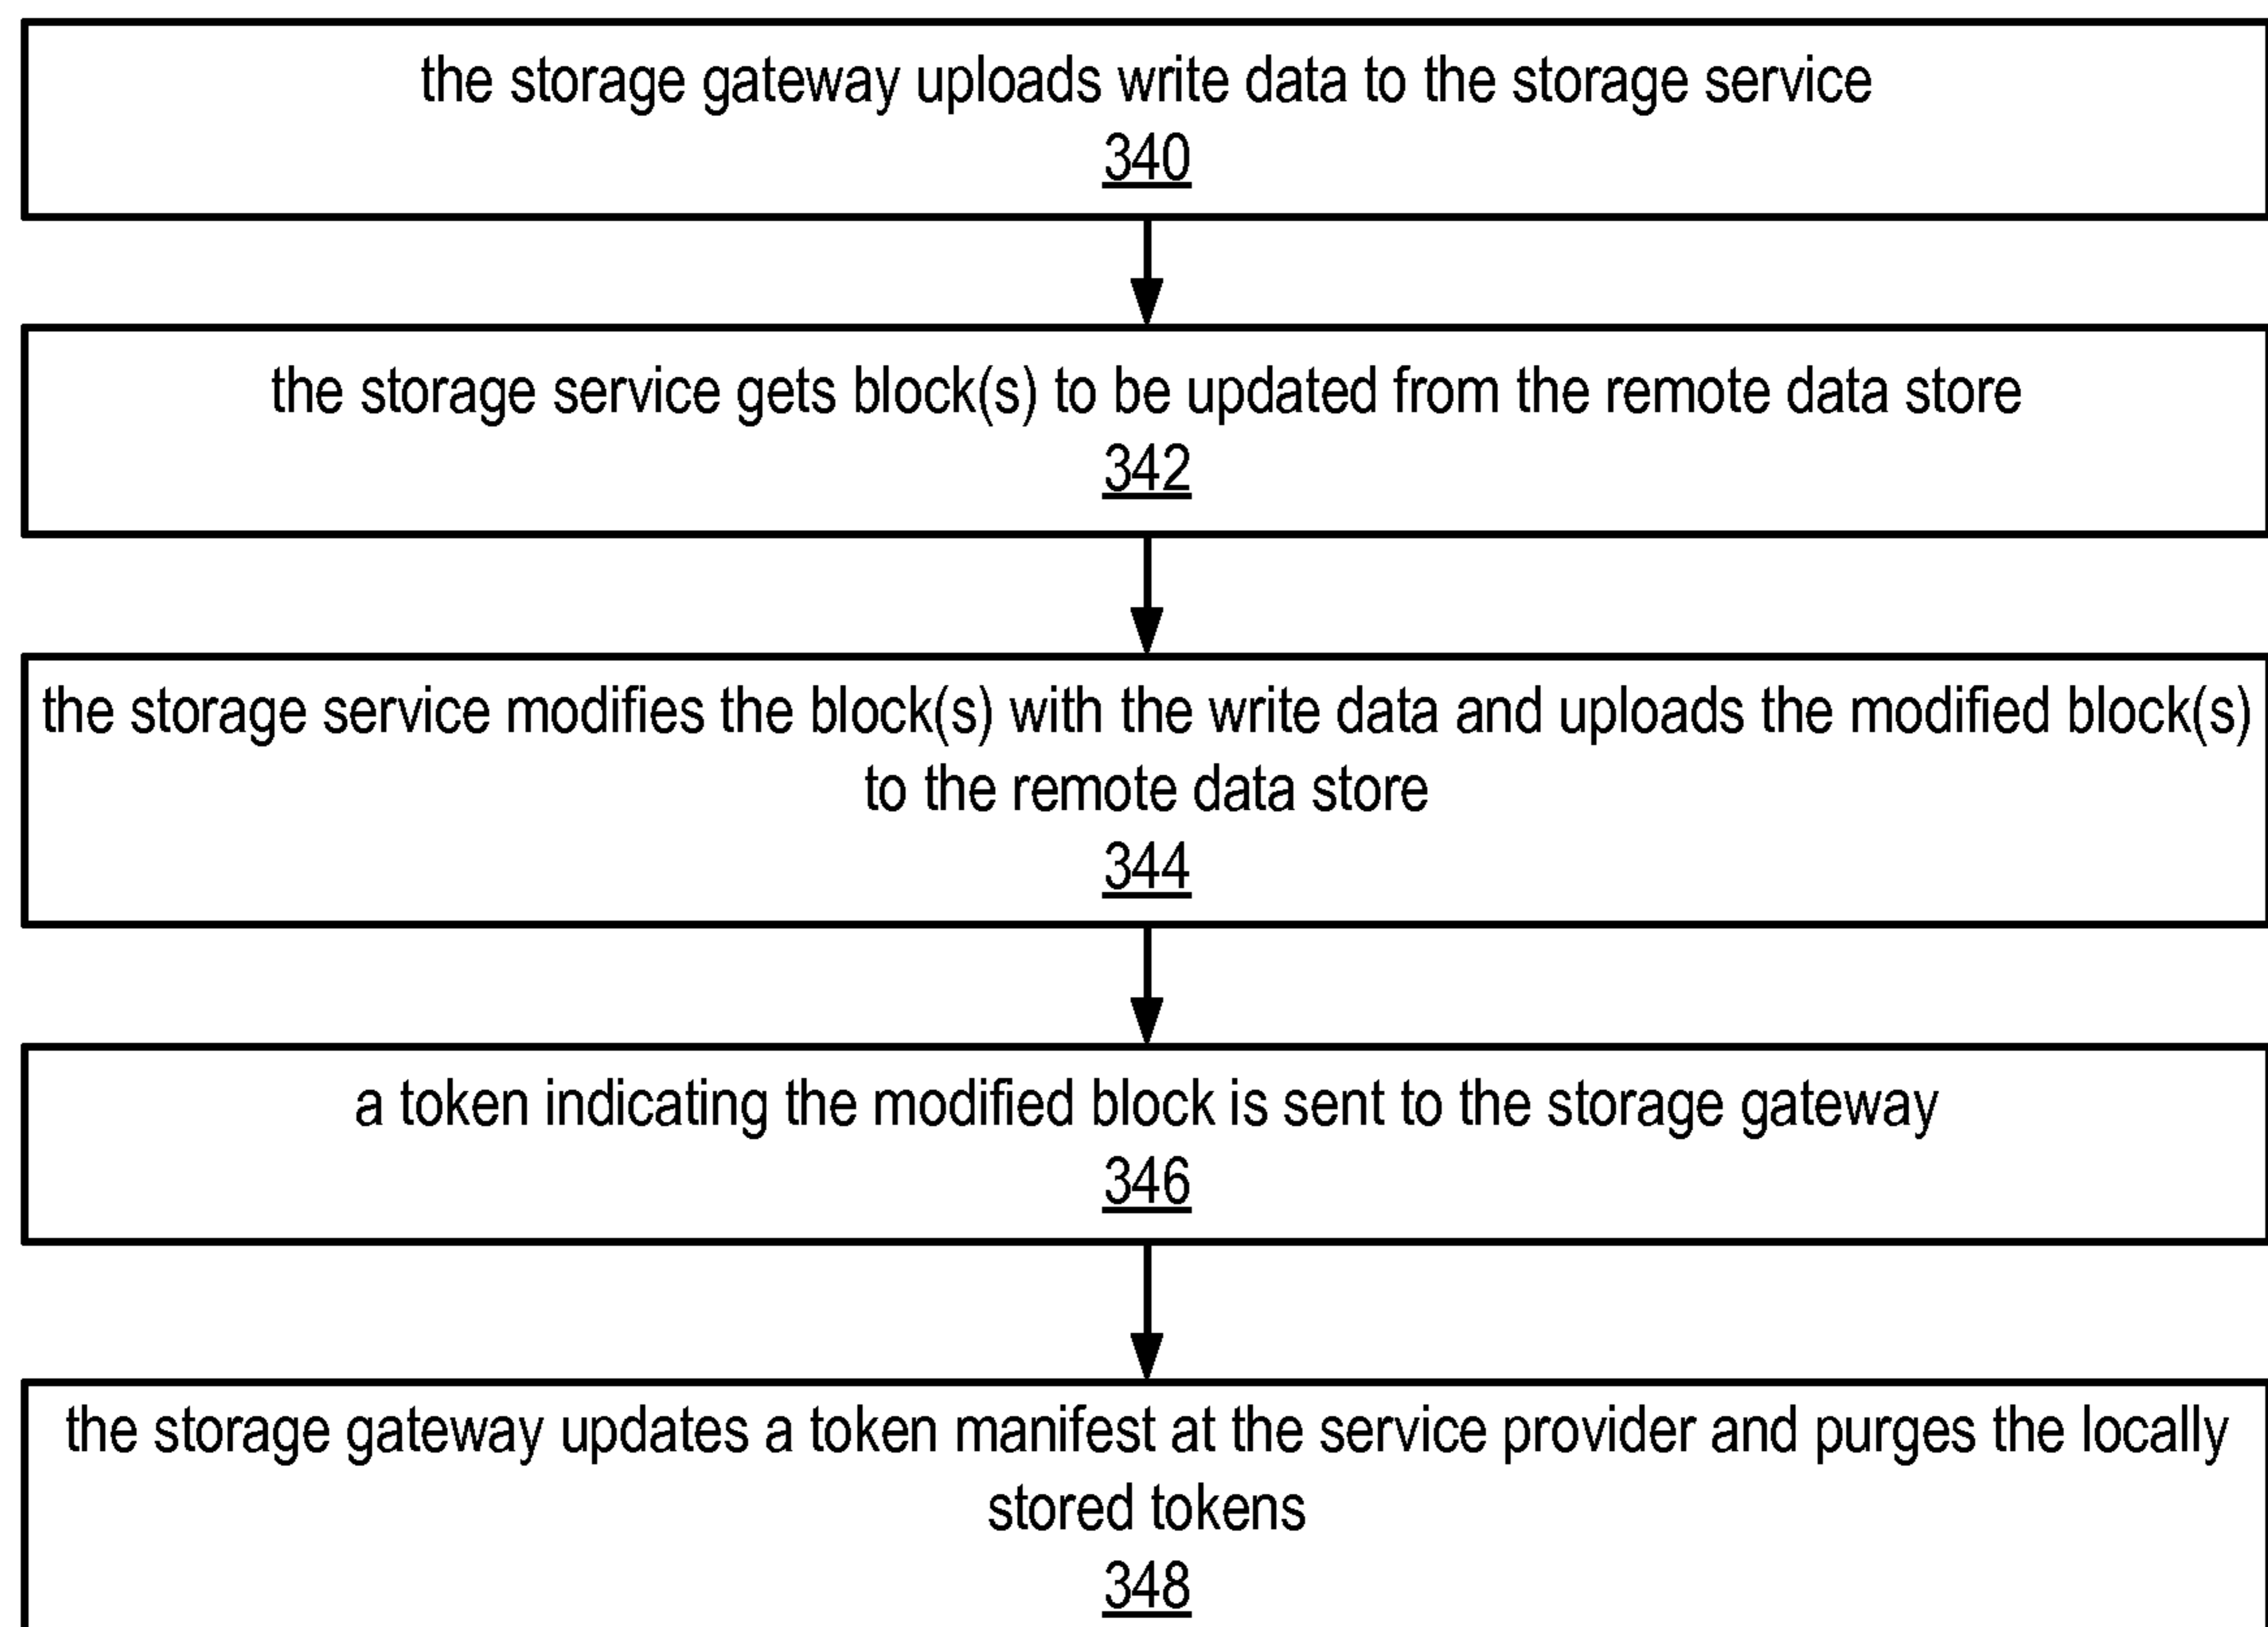 the storage gateway uploads write data to the storage service
340
the storage service gets block(s) to be updated from the remote data store
342
the storage service modifies the block(s) with the write data and uploads the modified block(s)
to the remote data store
344
a token indicating the modified block is sent to the storage gateway
346
the storage gateway updates a token manifest at the service provider and purges the locally
stored tokens
348